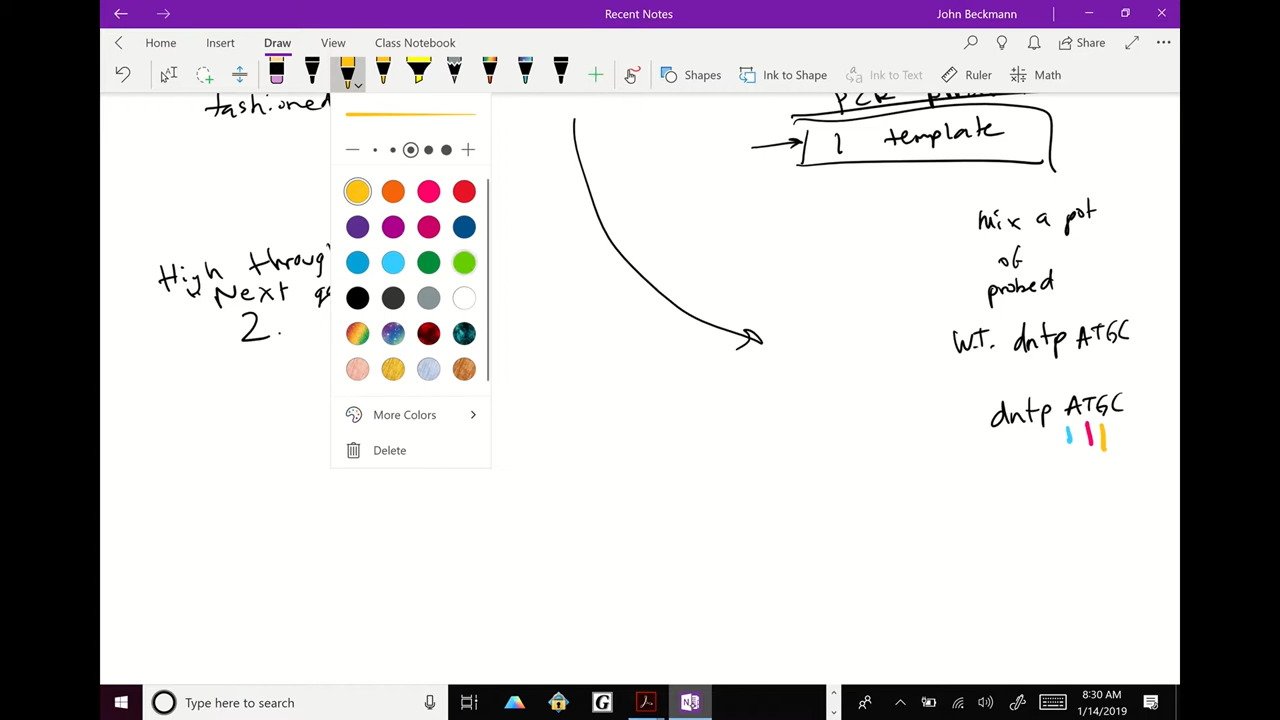 Recent Notes
John Beckmann
Home Insert Draw View Class Notebook
Share
Shapes
Ink to Shape
Ink to Text
Ruler
Math
fashioned
PCR
1 template
mix a pot
of
probed
W.T. dntp ATGC
dntp ATGC
High throug
Next g
2.
More Colors
Delete
Type here to search
8:30 AM
1/14/2019